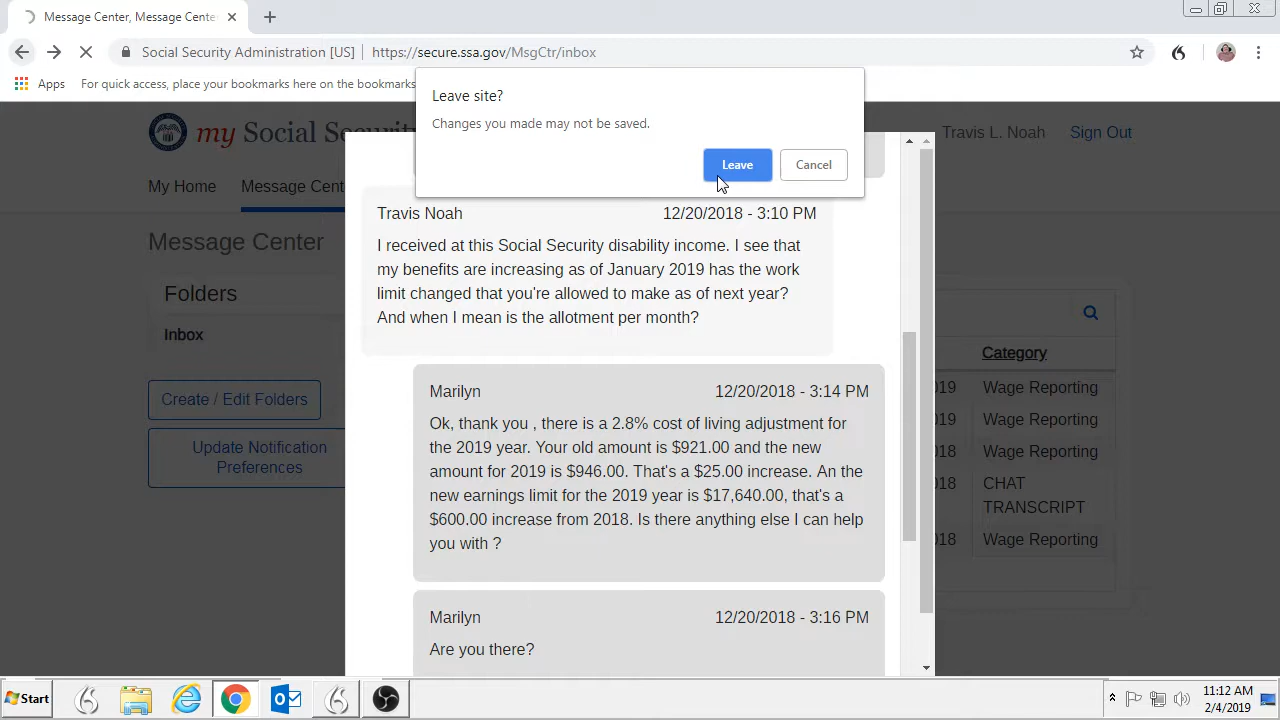 Message Center, Message Cente
Social Security Administration [US] | https://secure.ssa.gov/MsgCtr/inbox
Apps For quick access, place your bookmarks here on the bookmarks
Leave site?
Changes you made may not be saved.
Leave Cancel
my Social Security
Travis L. Noah Sign Out
My Home Message Cent
Message Center
Folders
Inbox
Create / Edit Folders
Update Notification
Preferences
Travis Noah 12/20/2018 - 3:10 PM
I received at this Social Security disability income. I see that
my benefits are increasing as of January 2019 has the work
limit changed that you're allowed to make as of next year?
And when I mean is the allotment per month?
Marilyn 12/20/2018 - 3:14 PM
Ok, thank you , there is a 2.8% cost of living adjustment for
the 2019 year. Your old amount is $921.00 and the new
amount for 2019 is $946.00. That's a $25.00 increase. An the
new earnings limit for the 2019 year is $17,640.00, that's a
$600.00 increase from 2018. Is there anything else I can help
you with ?
Marilyn 12/20/2018 - 3:16 PM
Are you there?
Category
019 Wage Reporting
019 Wage Reporting
018 Wage Reporting
018 CHAT
TRANSCRIPT
018 Wage Reporting
Start
11:12 AM
2/4/2019